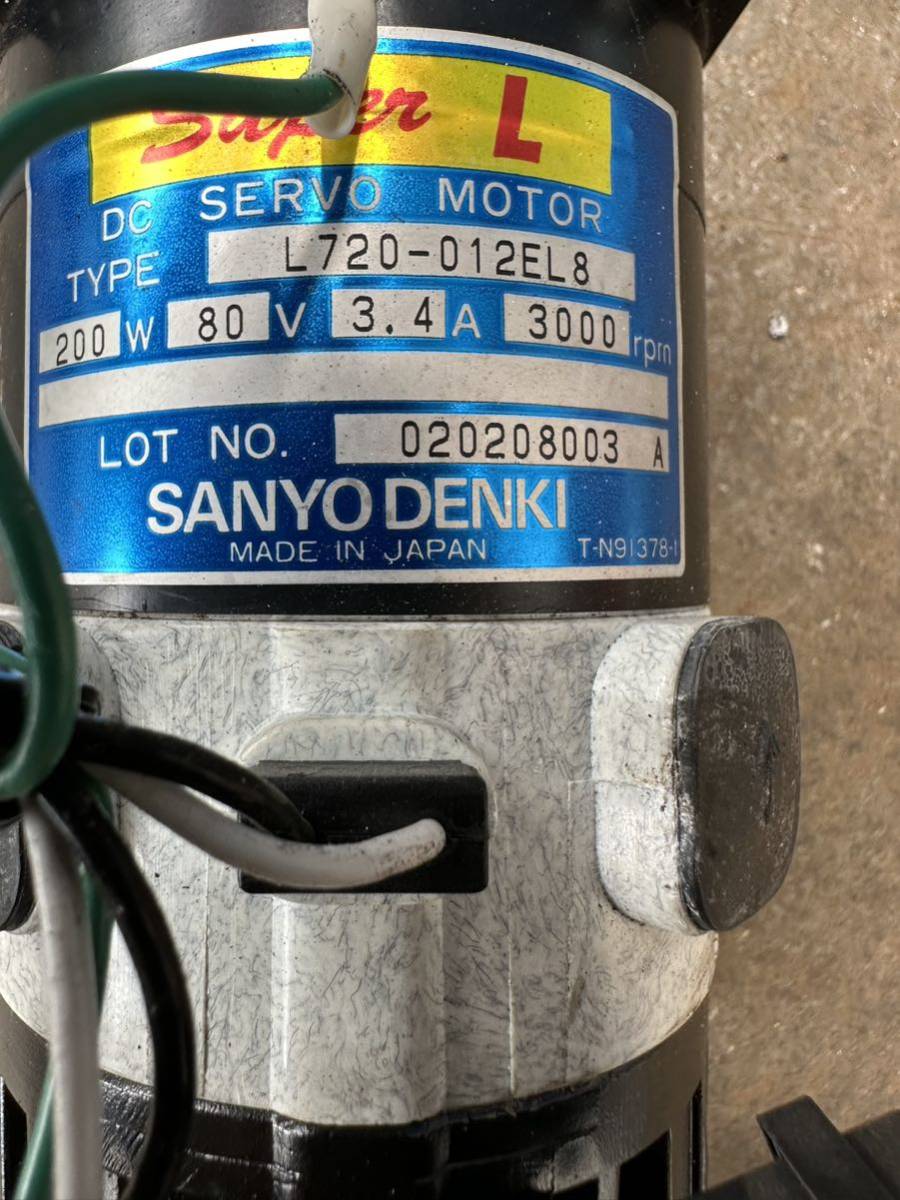 Super L
DC SERVO MOTOR
TYPE L720-012EL8
200 W 80 V 3.4 A 3000 rpm
LOT NO. 020208003 A
SANYO DENKI
MADE IN JAPAN T-N91378-1